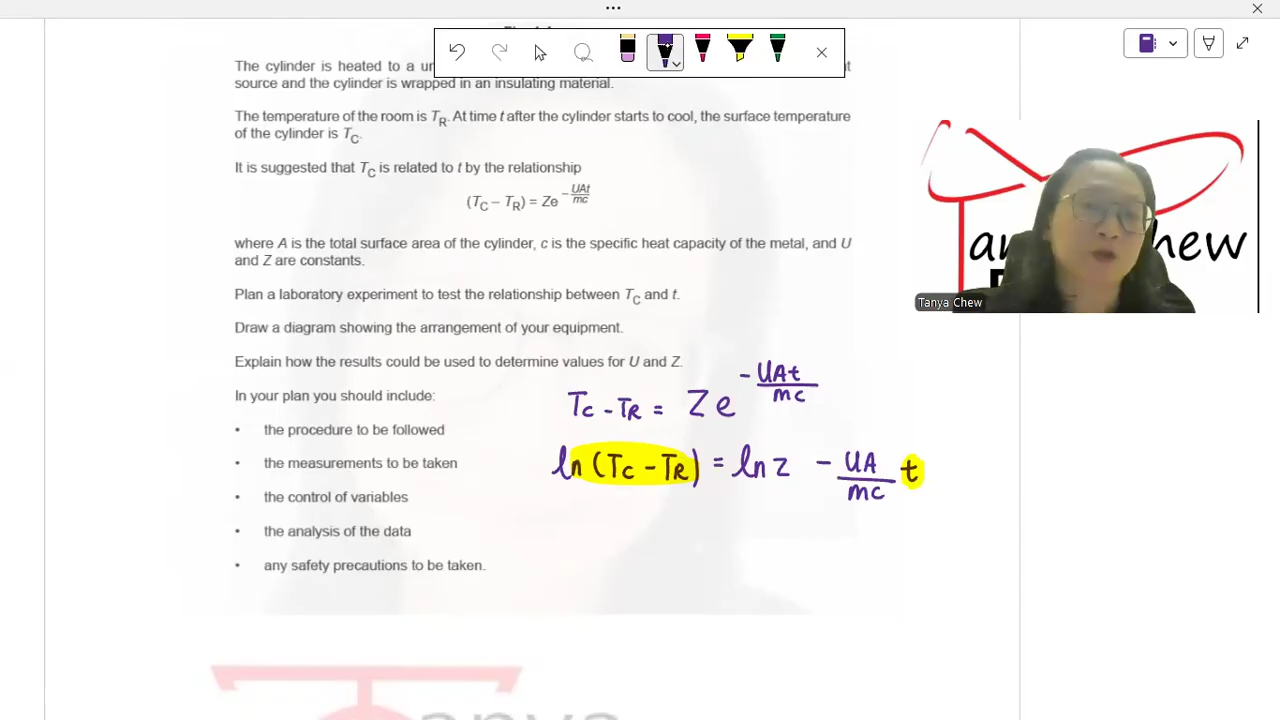 The cylinder is heated to a
source and the cylinder is wrapped in an insulating material.
The temperature of the room is TR. At time t after the cylinder starts to cool, the surface temperature
of the cylinder is TC.
It is suggested that TC is related to t by the relationship
(TC – TR) = Ze^–UAt/mc
where A is the total surface area of the cylinder, c is the specific heat capacity of the metal, and U
and Z are constants.
Plan a laboratory experiment to test the relationship between TC and t.
Draw a diagram showing the arrangement of your equipment.
Explain how the results could be used to determine values for U and Z.
In your plan you should include:
• the procedure to be followed
• the measurements to be taken
• the control of variables
• the analysis of the data
• any safety precautions to be taken.
Tc - TR = Z e^-UAt/mc
ln (Tc - TR) = ln z - UA/mc t
Tanya Chew